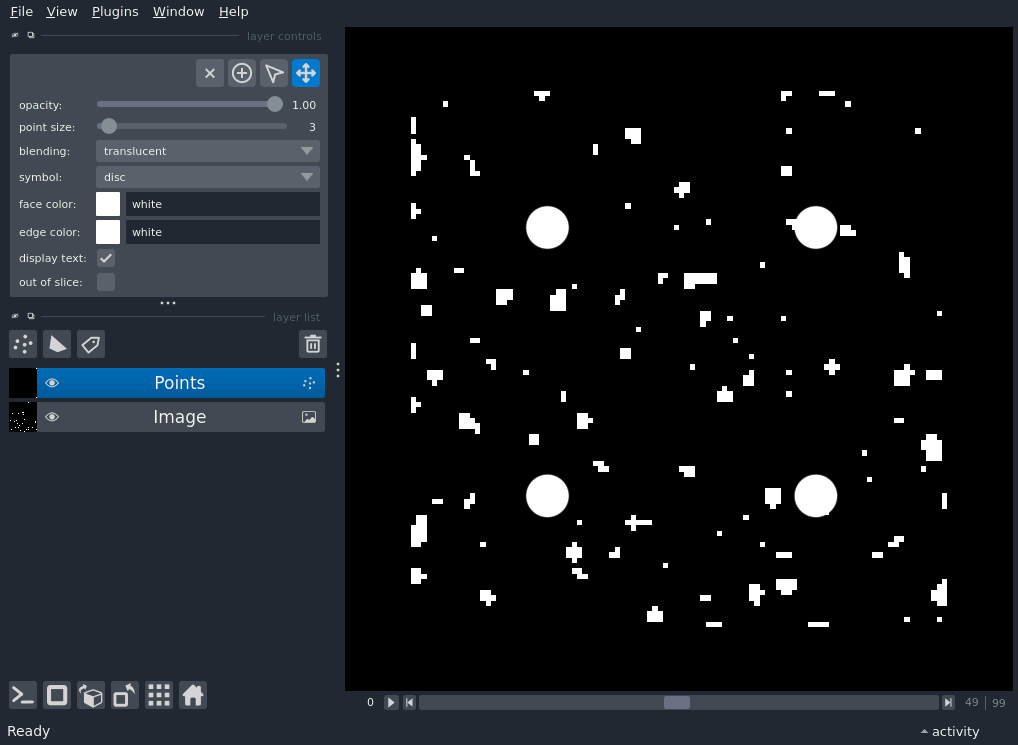 File View Plugins Window Help
layer controls
opacity: 1.00
point size: 3
blending: translucent
symbol: disc
face color: white
edge color: white
display text:
out of slice:
layer list
Points
Image
0 49 99
Ready activity